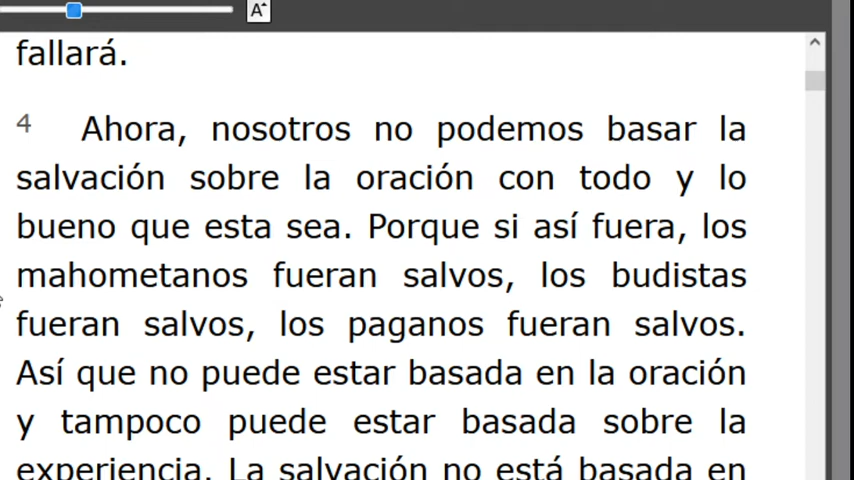 A
fallará.
4 Ahora, nosotros no podemos basar la
salvación sobre la oración con todo y lo
bueno que esta sea. Porque si así fuera, los
mahometanos fueran salvos, los budistas
fueran salvos, los paganos fueran salvos.
Así que no puede estar basada en la oración
y tampoco puede estar basada sobre la
experiencia. La salvación no está basada en